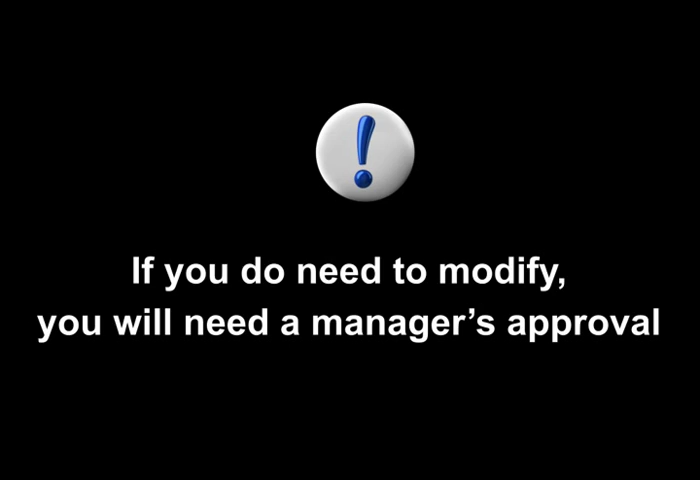 !
If you do need to modify,
you will need a manager’s approval